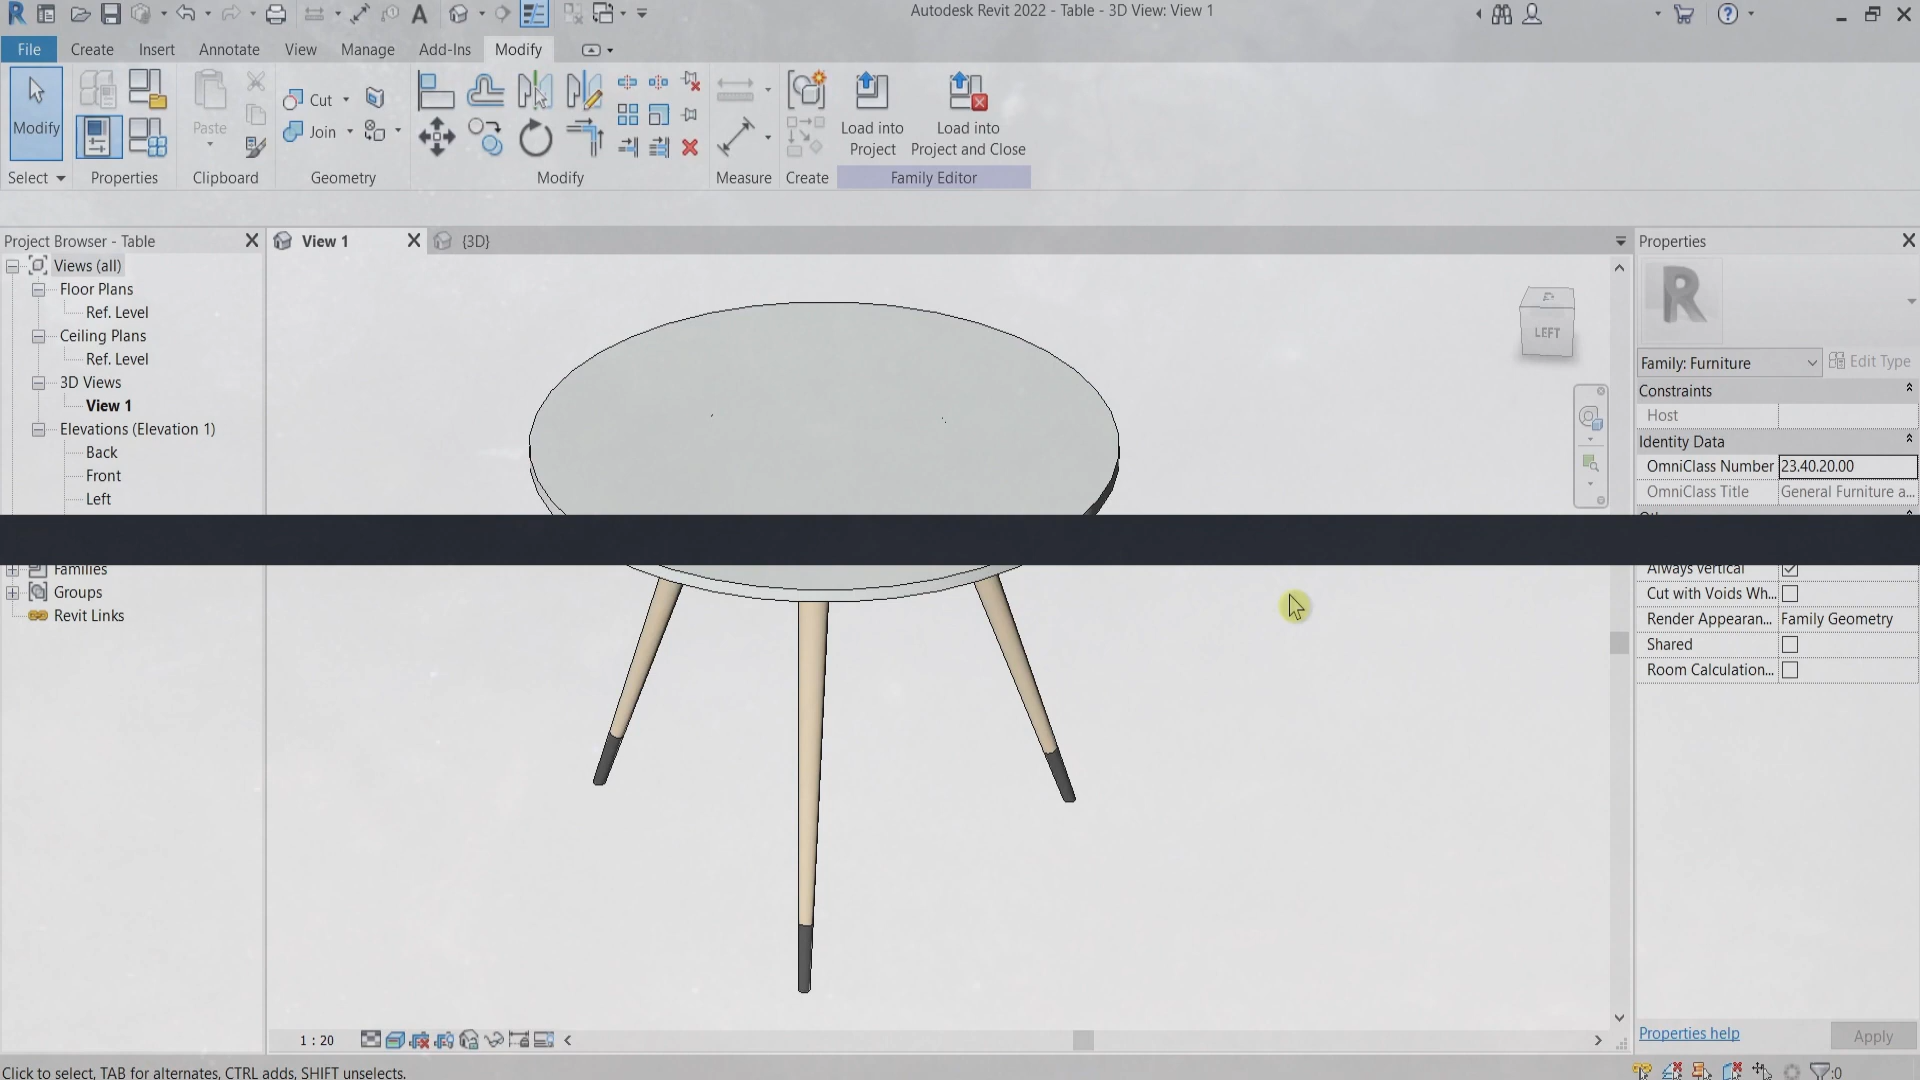 Autodesk Revit 2022 - Table - 3D View: View 1
File Create Insert Annotate View Manage Add-Ins Modify
Modify
Paste
Cut
Join
Load into Project
Load into Project and Close
Select Properties Clipboard Geometry Modify Measure Create Family Editor
Project Browser - Table
Views (all)
Floor Plans
Ref. Level
Ceiling Plans
Ref. Level
3D Views
View 1
Elevations (Elevation 1)
Back
Front
Left
Families
Groups
Revit Links
View 1
{3D}
LEFT
Properties
R
Family: Furniture
Edit Type
Constraints
Host
Identity Data
OmniClass Number 23.40.20.00
OmniClass Title General Furniture a...
Always vertical
Cut with Voids Wh...
Render Appearan... Family Geometry
Shared
Room Calculation...
Properties help
Apply
1 : 20
Click to select, TAB for alternates, CTRL adds, SHIFT unselects.
:0